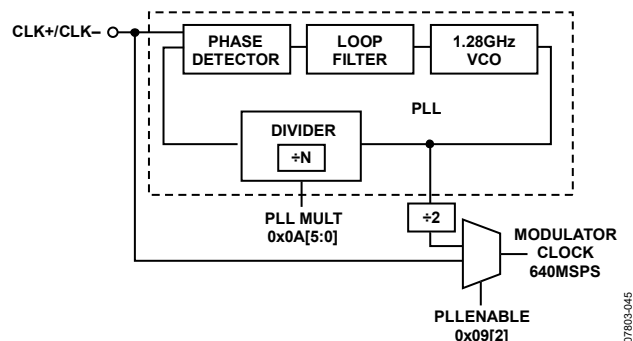 CLK+/CLK–
PHASE
DETECTOR
LOOP
FILTER
1.28GHz
VCO
PLL
DIVIDER
÷N
PLL MULT
0x0A[5:0]
÷2
MODULATOR
CLOCK
640MSPS
PLLENABLE
0x09[2]
07803-045